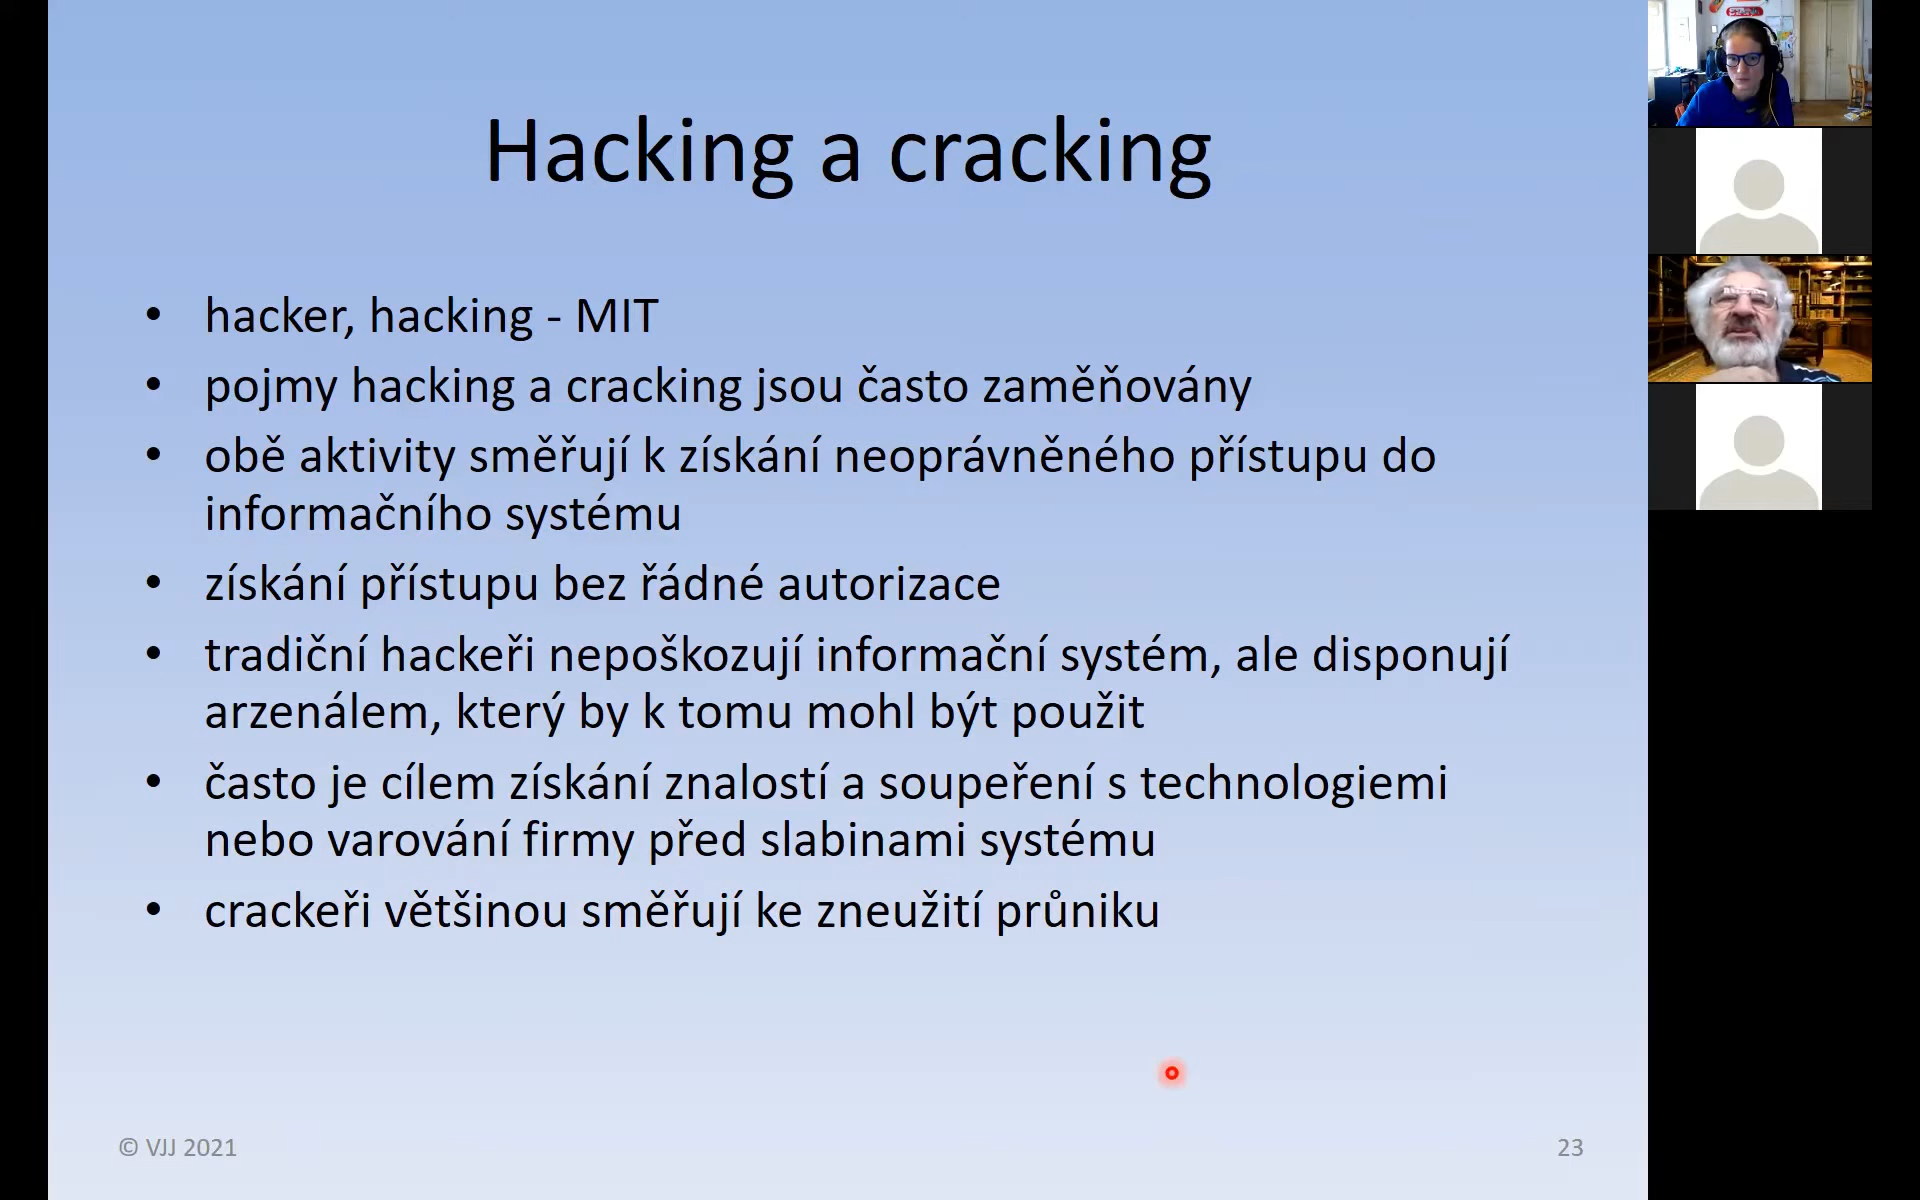 Hacking a cracking
• hacker, hacking - MIT
• pojmy hacking a cracking jsou často zaměňovány
• obě aktivity směřují k získání neoprávněného přístupu do
informačního systému
• získání přístupu bez řádné autorizace
• tradiční hackeři nepoškozují informační systém, ale disponují
arzenálem, který by k tomu mohl být použit
• často je cílem získání znalostí a soupeření s technologiemi
nebo varování firmy před slabinami systému
• crackeři většinou směřují ke zneužití průniku
© VJJ 2021
23